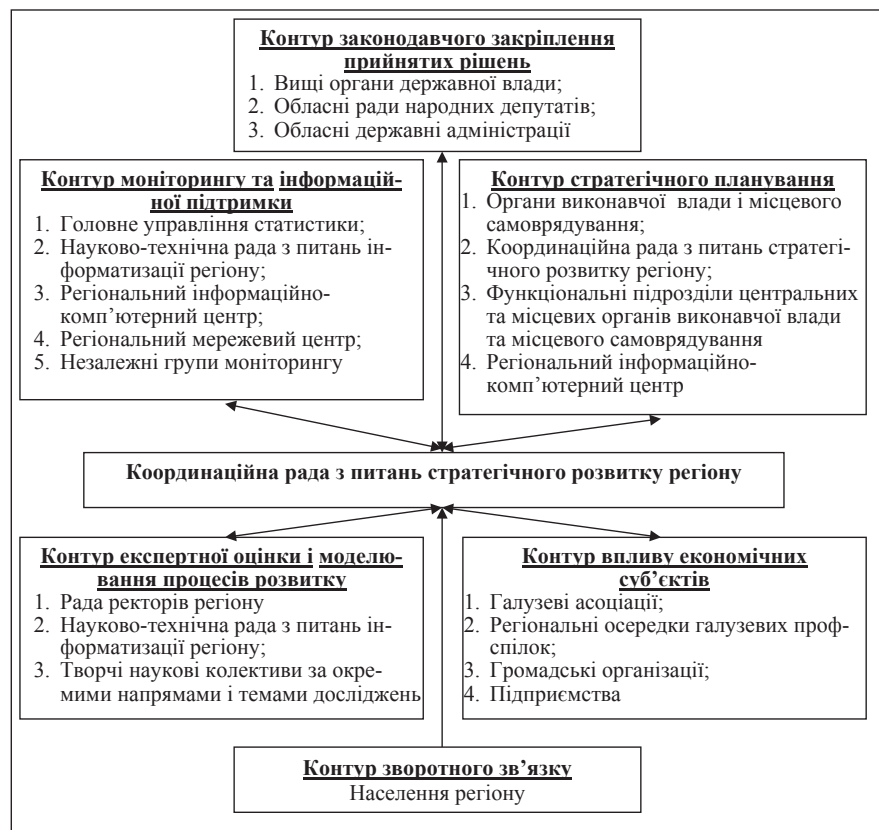 Контур законодавчого закріплення
прийнятих рішень
1. Вищі органи державної влади;
2. Обласні ради народних депутатів;
3. Обласні державні адміністрації
Контур моніторингу та інформацій-
ної підтримки
1. Головне управління статистики;
2. Науково-технічна рада з питань ін-
форматизації регіону;
3. Регіональний інформаційно-
комп’ютерний центр;
4. Регіональний мережевий центр;
5. Незалежні групи моніторингу
Контур стратегічного планування
1. Органи виконавчої влади і місцевого
самоврядування;
2. Координаційна рада з питань стратегі-
чного розвитку регіону;
3. Функціональні підрозділи центральних
та місцевих органів виконавчої влади
та місцевого самоврядування
4. Регіональний інформаційно-
комп’ютерний центр
Координаційна рада з питань стратегічного розвитку регіону
Контур експертної оцінки і моделю-
вання процесів розвитку
1. Рада ректорів регіону
2. Науково-технічна рада з питань ін-
форматизації регіону;
3. Творчі наукові колективи за окре-
мими напрямами і темами досліджень
Контур впливу економічних
суб’єктів
1. Галузеві асоціації;
2. Регіональні осередки галузевих проф-
спілок;
3. Громадські організації;
4. Підприємства
Контур зворотного зв’язку
Населення регіону